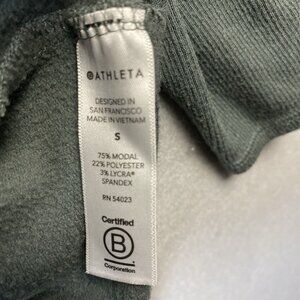 ATHLETA
DESIGNED IN
SAN FRANCISCO
MADE IN VIETNAM
S
75% MODAL
22% POLYESTER
3% LYCRA®
SPANDEX
RN 54023
Certified
B
Corporation